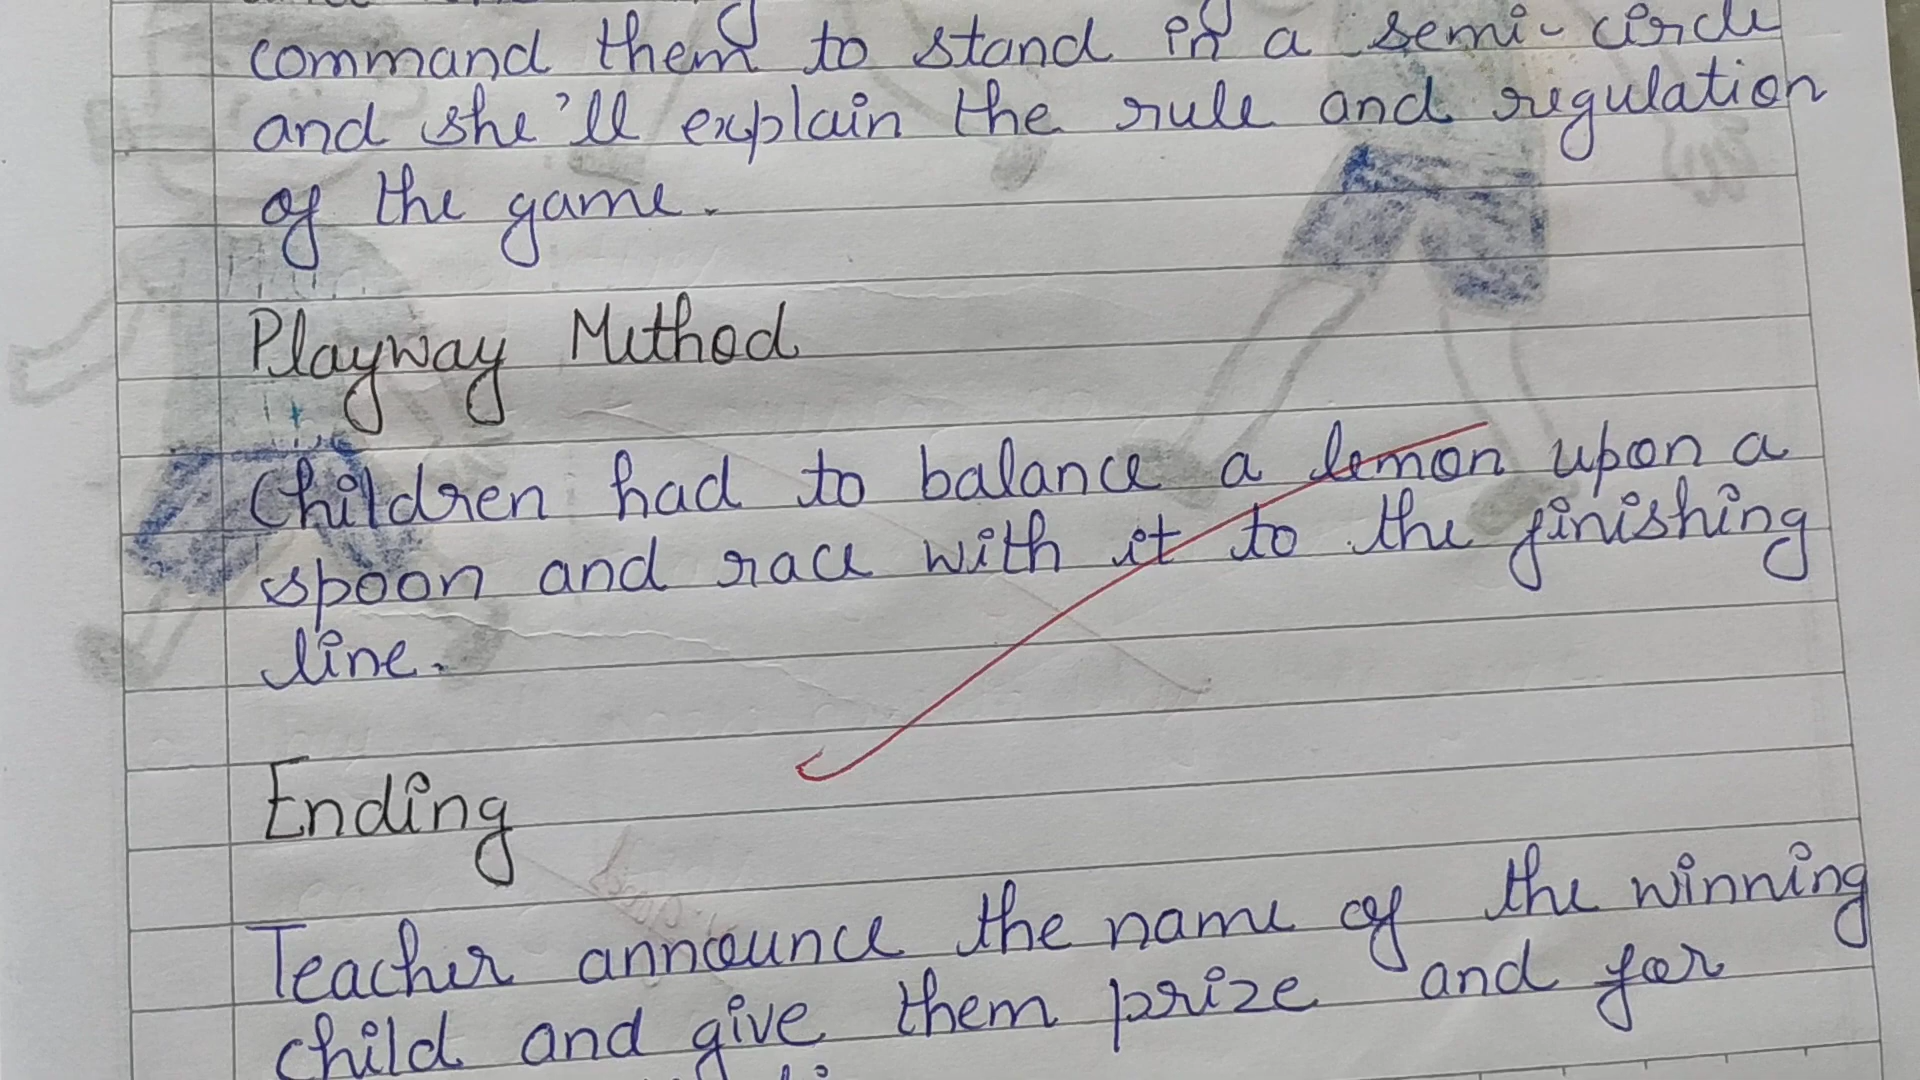 command them to stand in a semi-circle
and she'll explain the rule and regulation
of the game.
Playway Method
Children had to balance a lemon upon a
spoon and race with it to the finishing
line.
Ending
Teacher announce the name of the winning
child and give them prize and for